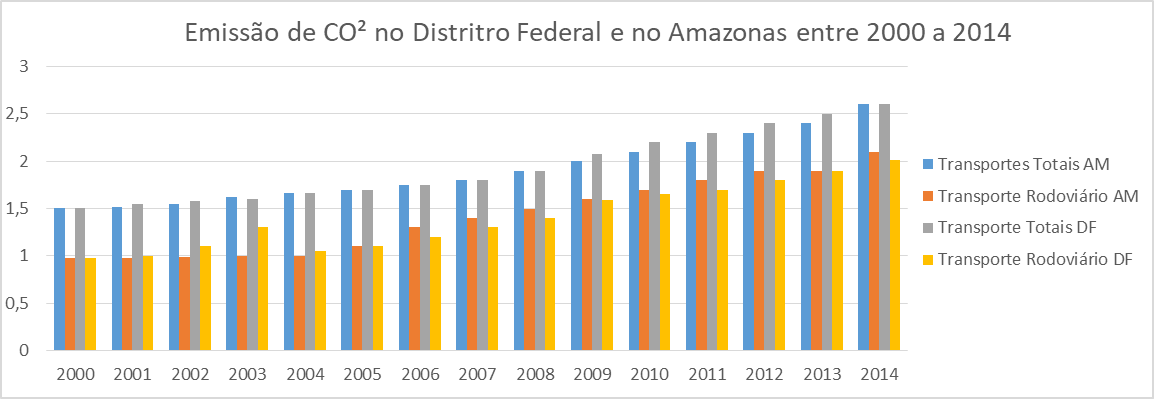 Emissão de CO² no Distritro Federal e no Amazonas entre 2000 a 2014
3
2,5
2
1,5
1
0,5
0
2000 2001 2002 2003 2004 2005 2006 2007 2008 2009 2010 2011 2012 2013 2014
Transportes Totais AM
Transporte Rodoviário AM
Transporte Totais DF
Transporte Rodoviário DF